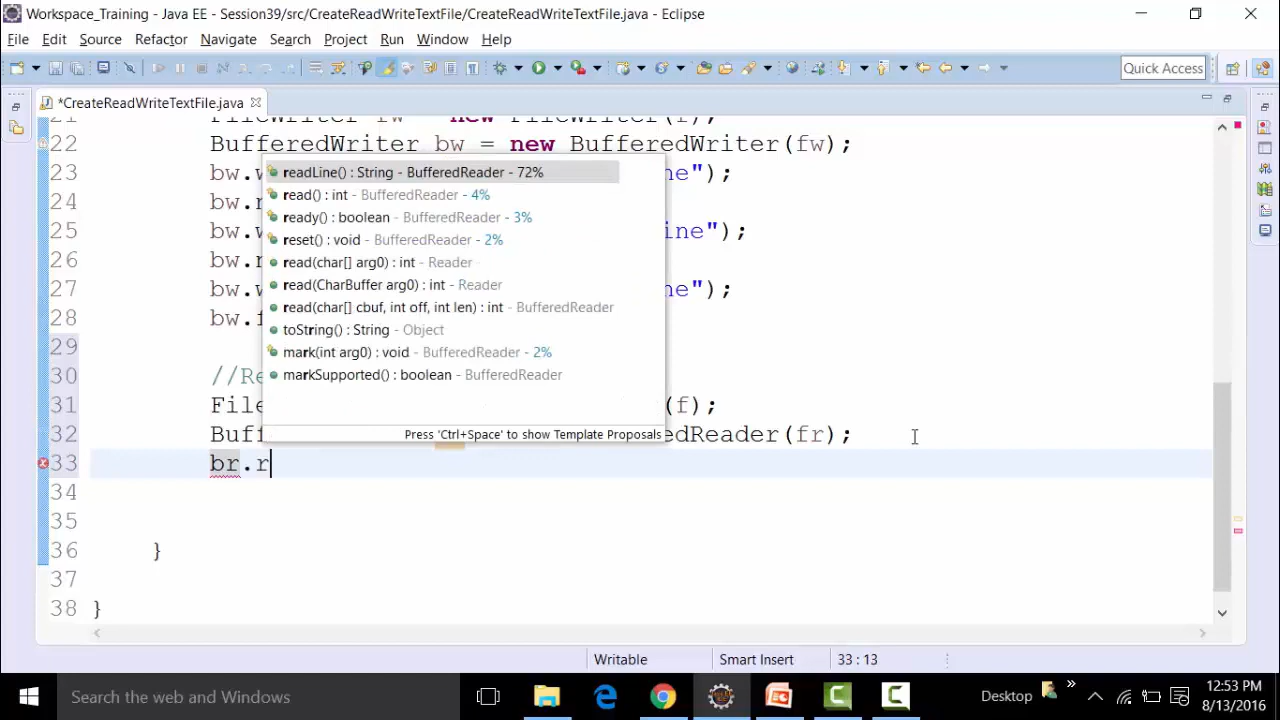 Workspace_Training - Java EE - Session39/src/CreateReadWriteTextFile/CreateReadWriteTextFile.java - Eclipse
File Edit Source Refactor Navigate Search Project Run Window Help
Quick Access
*CreateReadWriteTextFile.java
21 FileWriter fw = new FileWriter(f);
22 BufferedWriter bw = new BufferedWriter(fw);
23 bw.w ne");
24 bw.n
25 bw.w ine");
26 bw.n
27 bw.w ne");
28 bw.f
29
30 //Re
31 File (f);
32 Buff edReader(fr);
33 br.r
34
35
36 }
37
38 }
readLine() : String - BufferedReader - 72%
read() : int - BufferedReader - 4%
ready() : boolean - BufferedReader - 3%
reset() : void - BufferedReader - 2%
read(char[] arg0) : int - Reader
read(CharBuffer arg0) : int - Reader
read(char[] cbuf, int off, int len) : int - BufferedReader
toString() : String - Object
mark(int arg0) : void - BufferedReader - 2%
markSupported() : boolean - BufferedReader
Press 'Ctrl+Space' to show Template Proposals
Writable Smart Insert 33 : 13
Search the web and Windows
Desktop
12:53 PM
8/13/2016